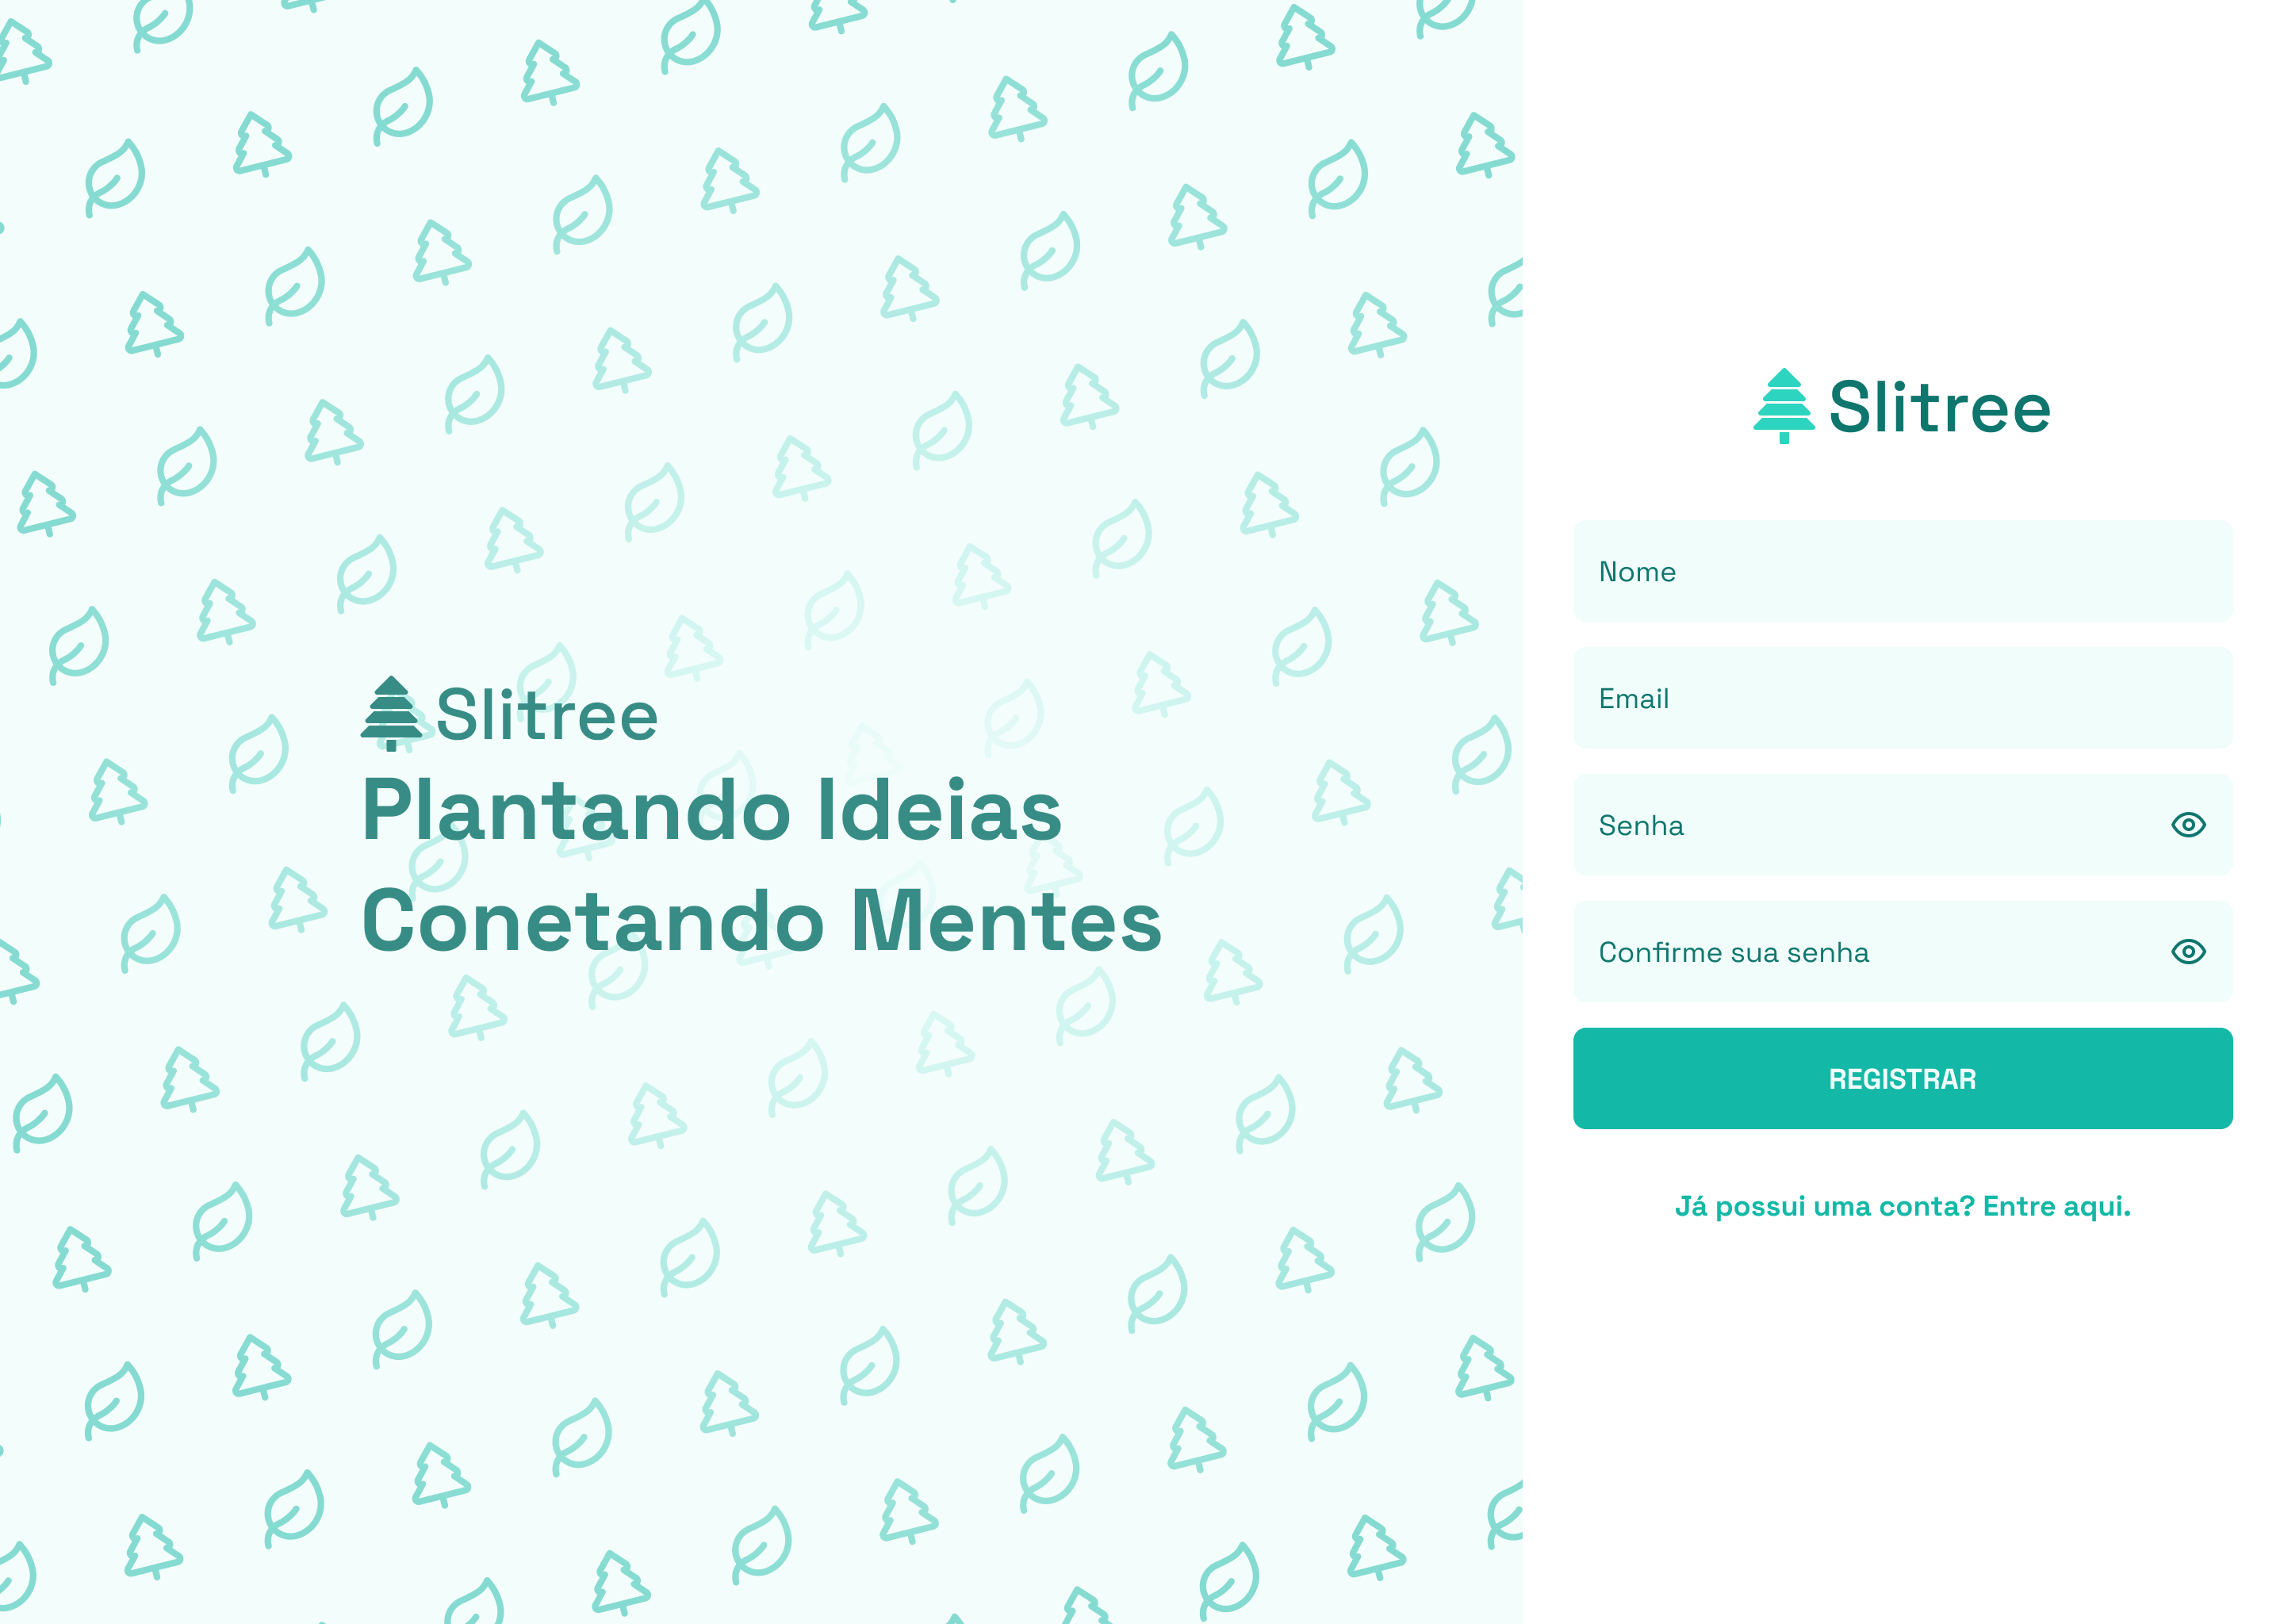 Slitree
Plantando Ideias
Conetando Mentes
Slitree
Nome
Email
Senha
Confirme sua senha
REGISTRAR
Já possui uma conta? Entre aqui.